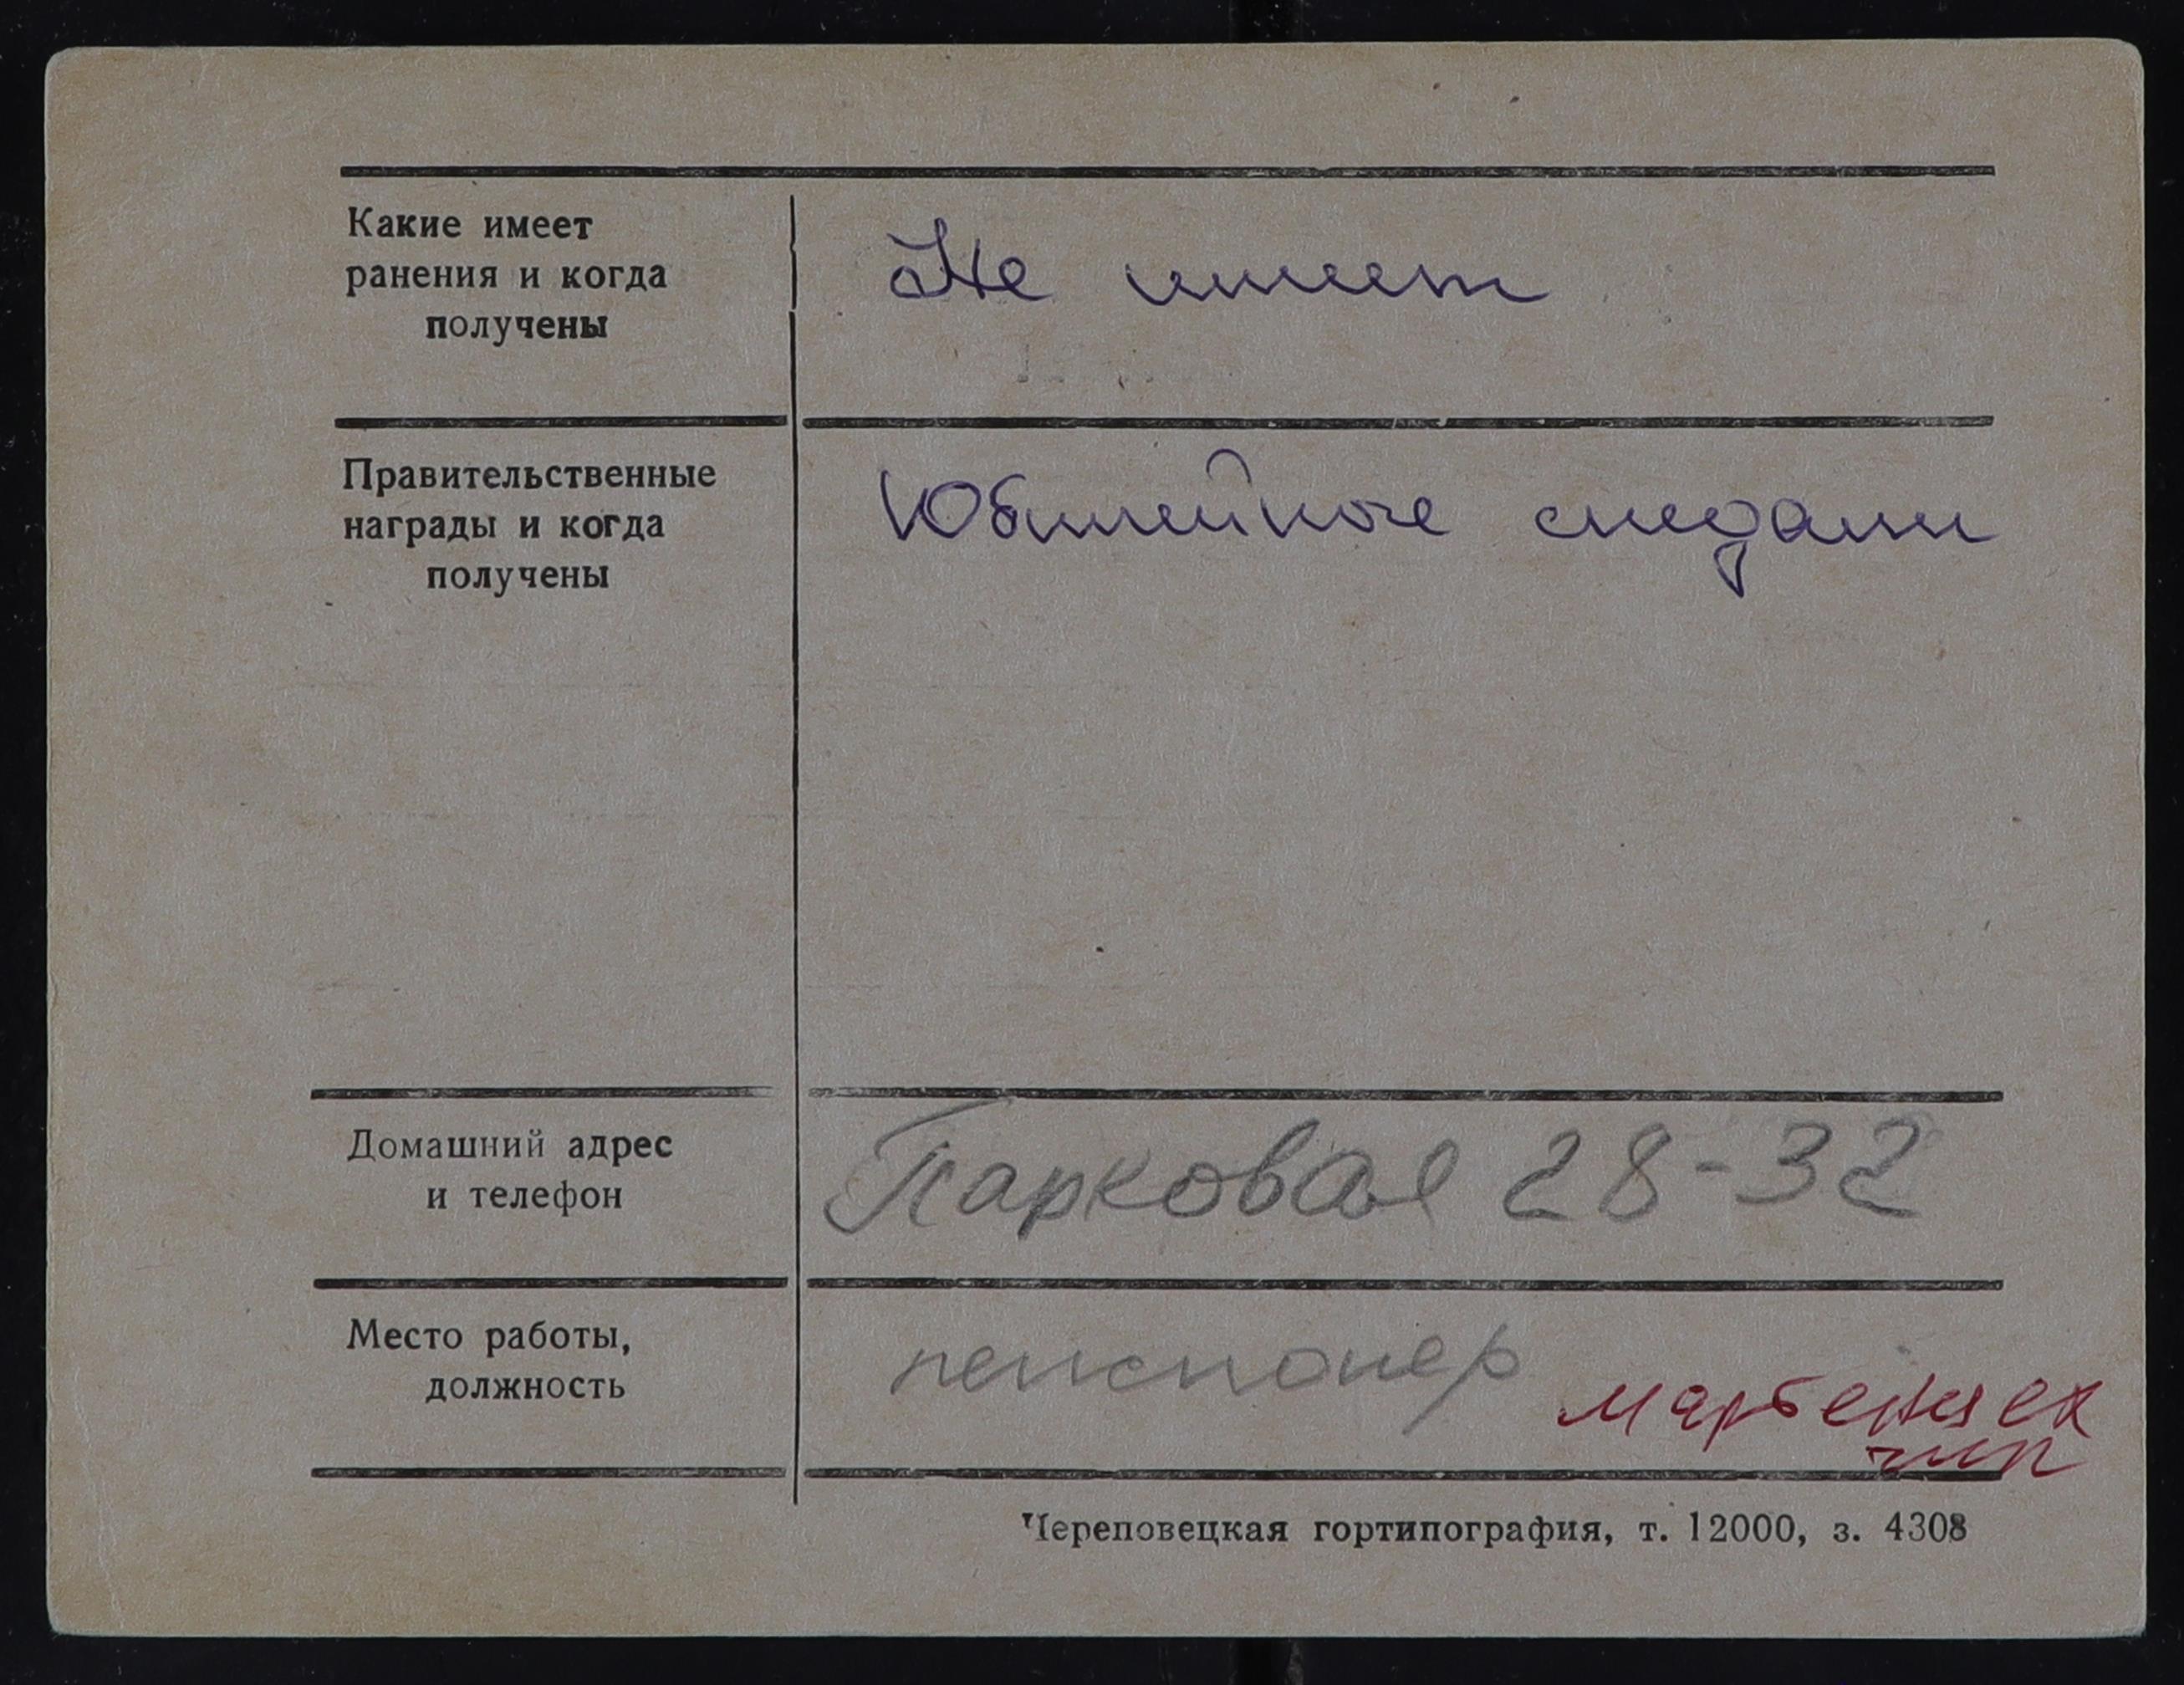 Какие имеет
ранения и когда
получены
Не имеет
Правительственные
награды и когда
получены
Юбилейные медали
Домашний адрес
и телефон
Парковая 28-32
Место работы,
должность
пенсионер
Череповецкая гортипография, т. 12000, з. 4308